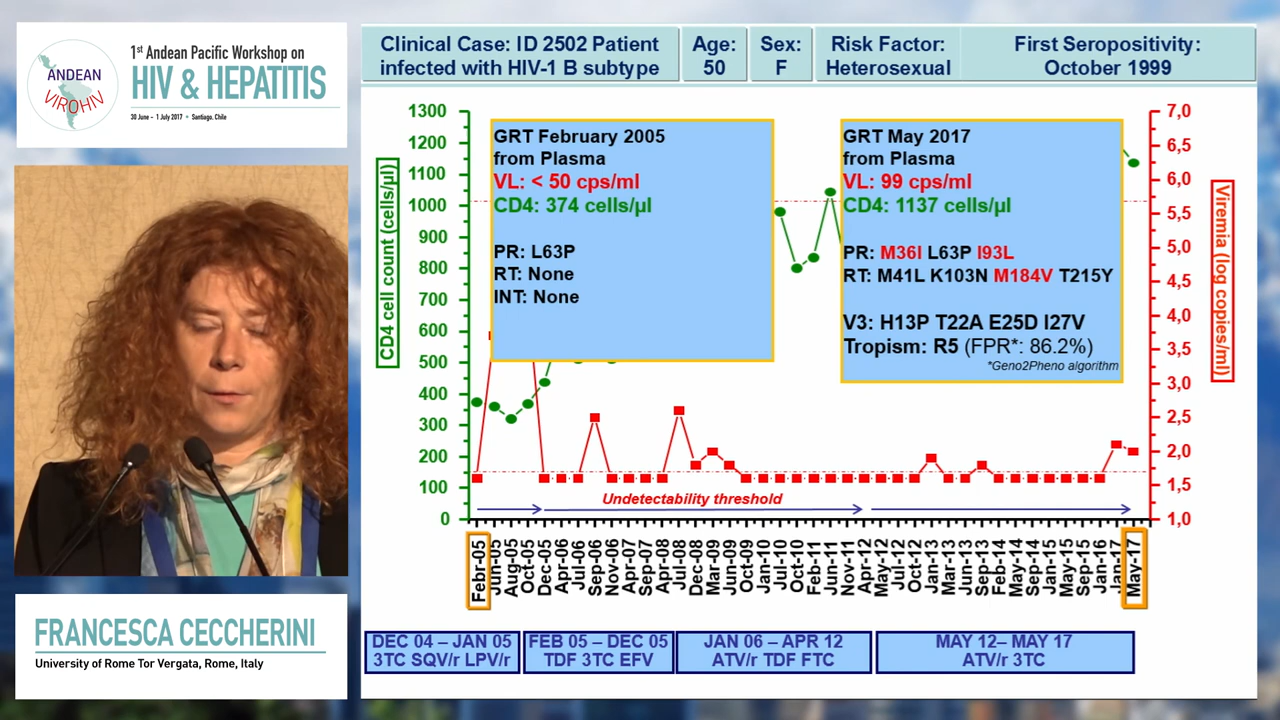 1st Andean Pacific Workshop on
HIV & HEPATITIS
30 June – 1 July 2017 • Santiago, Chile
ANDEAN
VIROHIV
FRANCESCA CECCHERINI
University of Rome Tor Vergata, Rome, Italy
Clinical Case: ID 2502 Patient
infected with HIV-1 B subtype
Age:
50
Sex:
F
Risk Factor:
Heterosexual
First Seropositivity:
October 1999
CD4 cell count (cells/µl)
1300
1200
1100
1000
900
800
700
600
500
400
300
200
100
0
GRT February 2005
from Plasma
VL: < 50 cps/ml
CD4: 374 cells/µl
PR: L63P
RT: None
INT: None
GRT May 2017
from Plasma
VL: 99 cps/ml
CD4: 1137 cells/µl
PR: M36I L63P I93L
RT: M41L K103N M184V T215Y
V3: H13P T22A E25D I27V
Tropism: R5 (FPR*: 86.2%)
*Geno2Pheno algorithm
7,0
6,5
6,0
5,5
5,0
4,5
4,0
3,5
3,0
2,5
2,0
1,5
1,0
Viremia (log copies/ml)
Undetectability threshold
Febr-05
Jun-05
Aug-05
Oct-05
Dec-05
Apr-06
Jul-06
Sep-06
Nov-06
Apr-07
Sep-07
Apr-08
Jul-08
Dec-08
Mar-09
Jun-09
Oct-09
Jan-10
Jul-10
Oct-10
Feb-11
Jun-11
Nov-11
Apr-12
May-12
Jul-12
Oct-12
Jan-13
Mar-13
Jun-13
Sep-13
Feb-14
May-14
Sep-14
Jan-15
May-15
Sep-15
Jan-16
Jan-17
May-17
DEC 04 – JAN 05
3TC SQV/r LPV/r
FEB 05 – DEC 05
TDF 3TC EFV
JAN 06 – APR 12
ATV/r TDF FTC
MAY 12– MAY 17
ATV/r 3TC